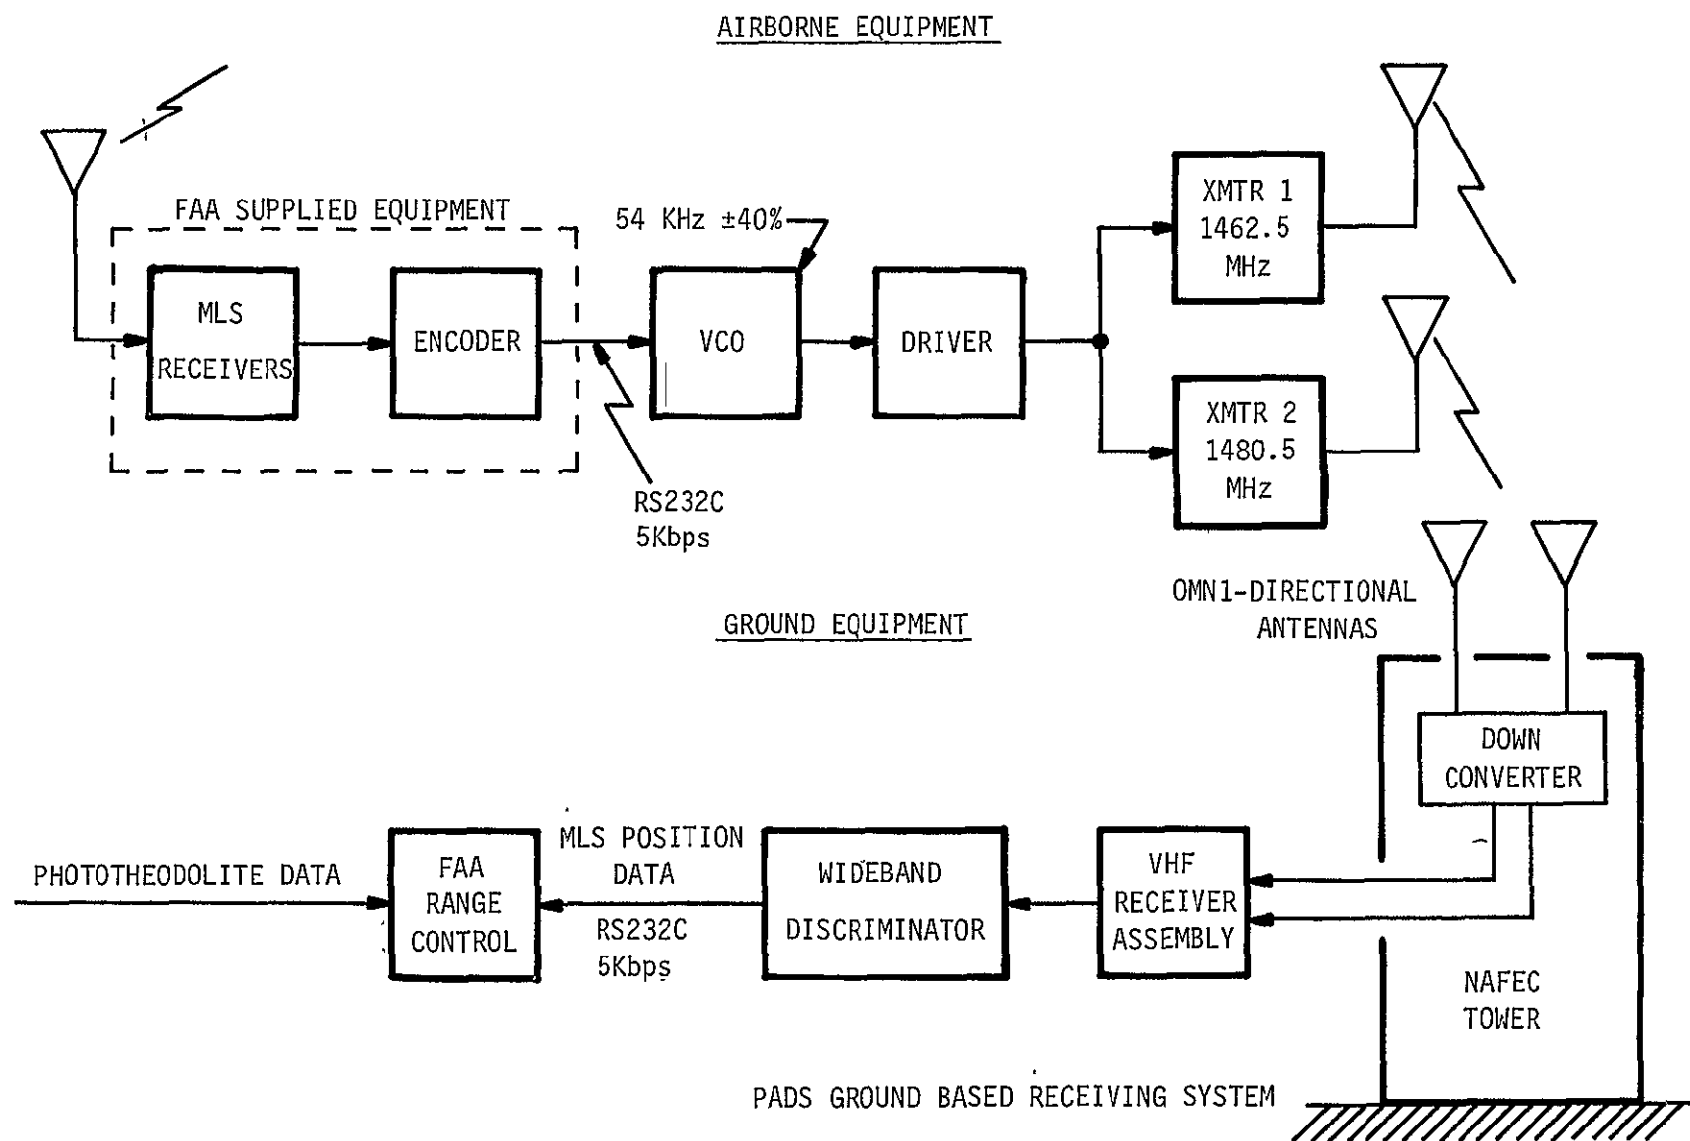 AIRBORNE EQUIPMENT
FAA SUPPLIED EQUIPMENT
MLS
RECEIVERS
ENCODER
RS232C
5Kbps
54 KHz ±40%
VCO
DRIVER
XMTR 1
1462.5
MHz
XMTR 2
1480.5
MHz
OMN1-DIRECTIONAL
ANTENNAS
GROUND EQUIPMENT
DOWN
CONVERTER
PHOTOTHEODOLITE DATA
FAA
RANGE
CONTROL
MLS POSITION
DATA
RS232C
5Kbps
WIDEBAND
DISCRIMINATOR
VHF
RECEIVER
ASSEMBLY
NAFEC
TOWER
PADS GROUND BASED RECEIVING SYSTEM